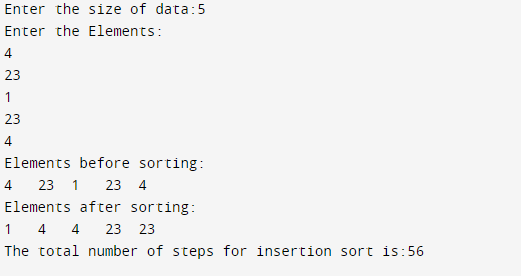 Enter the size of data:5
Enter the Elements:
4
23
1
23
4
Elements before sorting:
4 23 1 23 4
Elements after sorting:
1 4 4 23 23
The total number of steps for insertion sort is:56